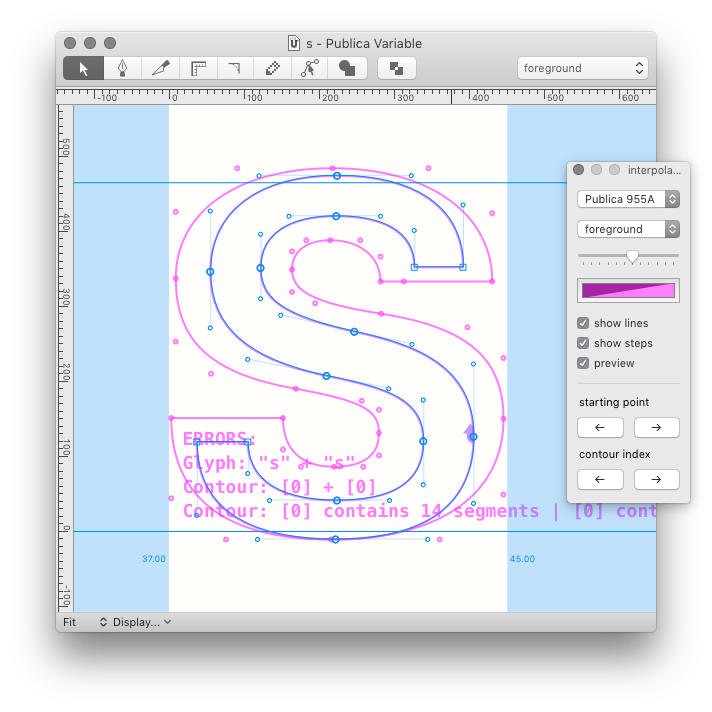 s - Publica Variable
foreground
-100 0 100 200 300 400 500 600
500
400
300
200
100
0
-100
ERRORS:
Glyph: "s" + "s"
Contour: [0] + [0]
Contour: [0] contains 14 segments | [0] cont
37.00
45.00
Fit
Display...
interpola...
Publica 955A
foreground
show lines
show steps
preview
starting point
← →
contour index
← →